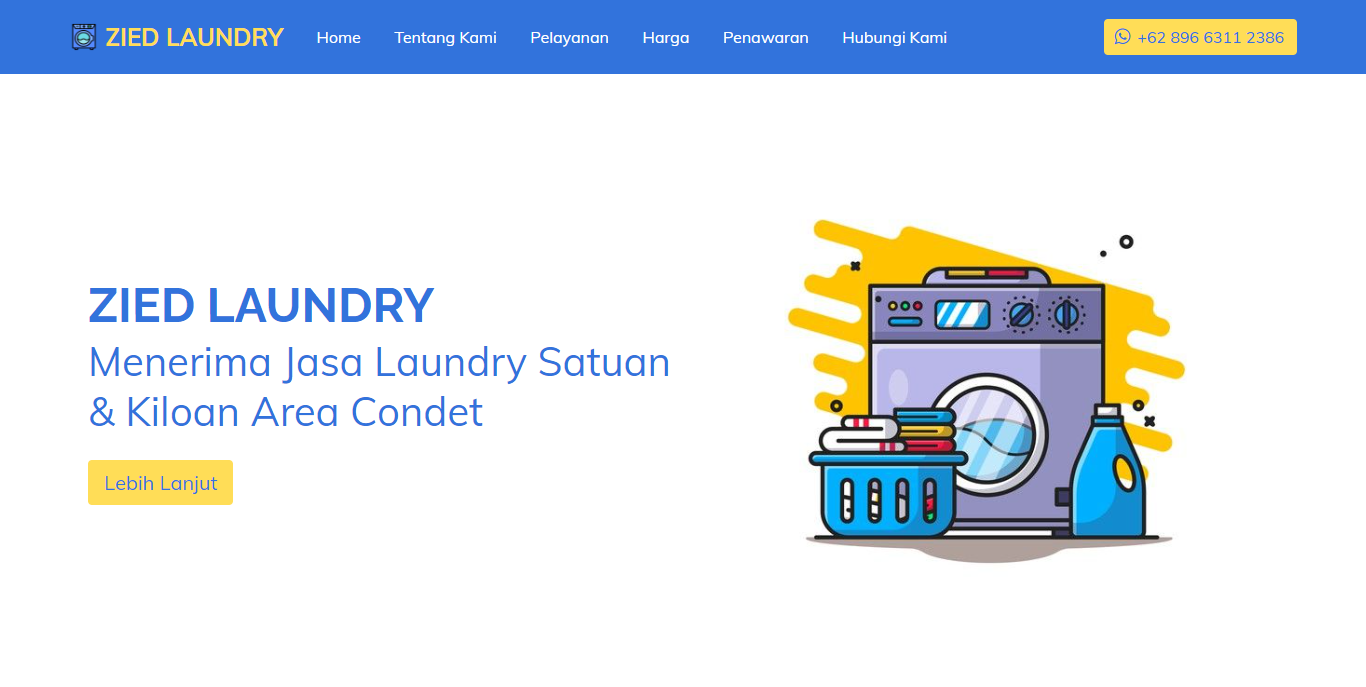 ZIED LAUNDRY Home Tentang Kami Pelayanan Harga Penawaran Hubungi Kami +62 896 6311 2386
ZIED LAUNDRY
Menerima Jasa Laundry Satuan
& Kiloan Area Condet
Lebih Lanjut